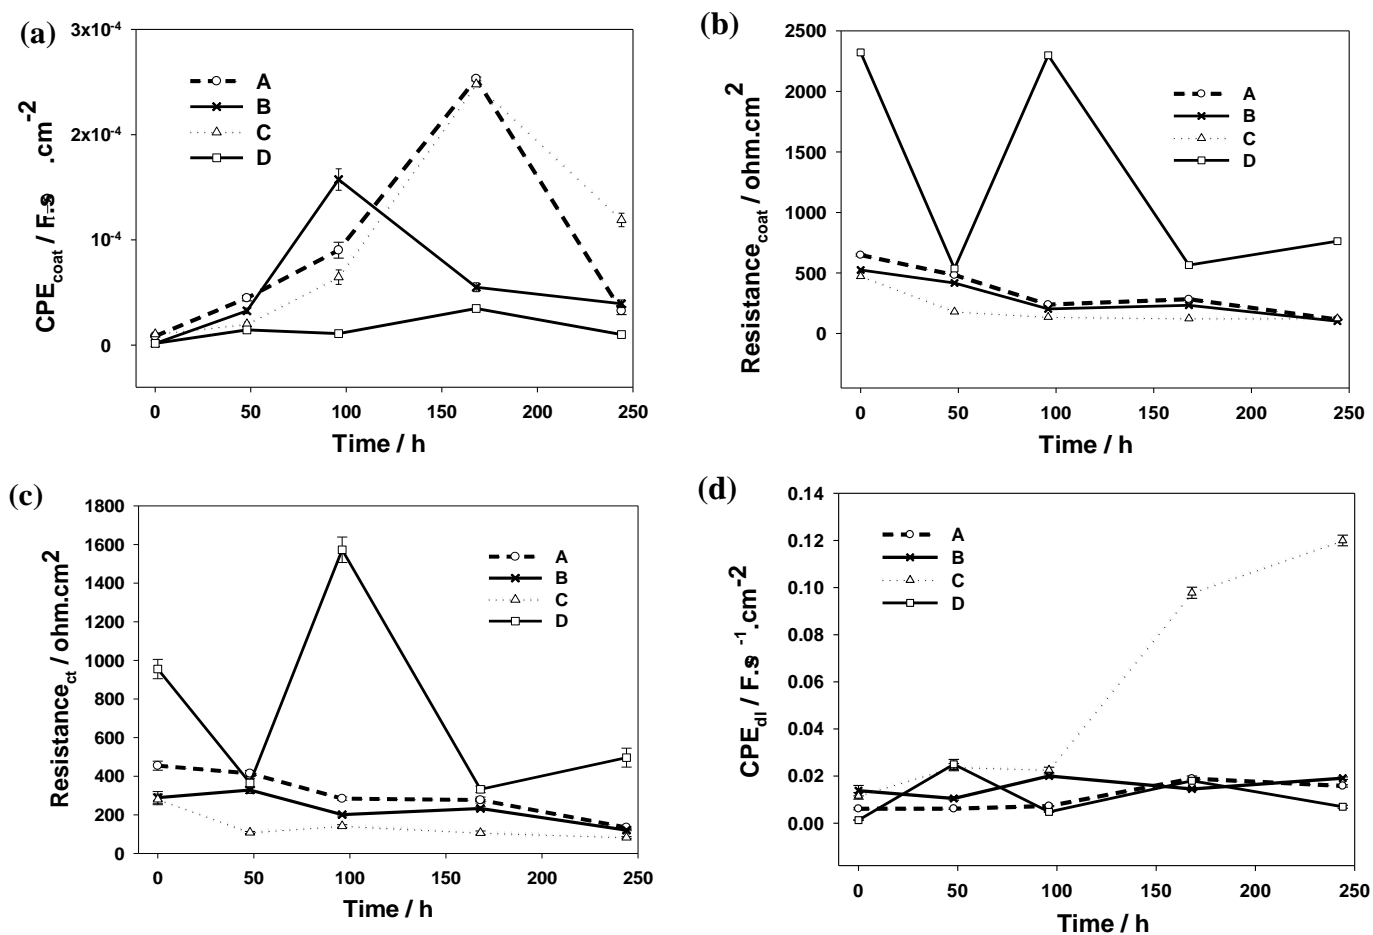 (a)
3x10-4
2x10-4
10-4
0
CPEcoat / F.s .cm-2
A
B
C
D
0 50 100 150 200 250
Time / h
(b)
2500
2000
1500
1000
500
0
Resistancecoat / ohm.cm2
A
B
C
D
0 50 100 150 200 250
Time / h
(c)
1800
1600
1400
1200
1000
800
600
400
200
0
Resistancect / ohm.cm2
A
B
C
D
0 50 100 150 200 250
Time / h
(d)
0.14
0.12
0.10
0.08
0.06
0.04
0.02
0.00
CPEdl / F.s -1.cm-2
A
B
C
D
0 50 100 150 200 250
Time / h